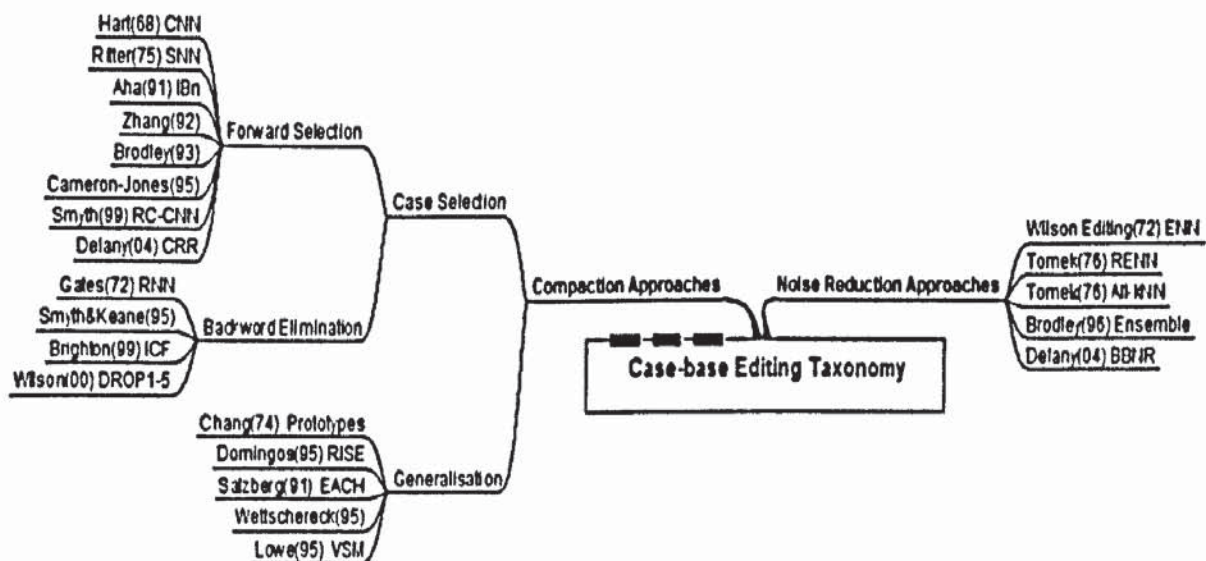 Hart(68) CNN
Ritter(75) SNN
Aha(91) IBn
Zhang(92)
Brodley(93)
Cameron-Jones(95)
Smyth(99) RC-CNN
Delany(04) CRR
Forward Selection
Gates(72) RNN
Smyth&Keane(95)
Brighton(99) ICF
Wilson(00) DROP1-5
Backword Elimination
Case Selection
Chang(74) Prototypes
Domingos(95) RISE
Salzberg(91) EACH
Wettschereck(95)
Lowe(95) VSM
Generalisation
Compaction Approaches
Noise Reduction Approaches
Wilson Editing(72) ENN
Tomek(76) RENN
Tomek(76) All-kNN
Brodley(96) Ensemble
Delany(04) BBNR
Case-base Editing Taxonomy